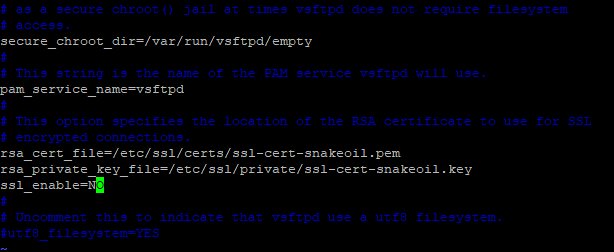 # as a secure chroot() jail at times vsftpd does not require filesystem
# access.
secure_chroot_dir=/var/run/vsftpd/empty
#
# This string is the name of the PAM service vsftpd will use.
pam_service_name=vsftpd
#
# This option specifies the location of the RSA certificate to use for SSL
# encrypted connections.
rsa_cert_file=/etc/ssl/certs/ssl-cert-snakeoil.pem
rsa_private_key_file=/etc/ssl/private/ssl-cert-snakeoil.key
ssl_enable=NO
#
# Uncomment this to indicate that vsftpd use a utf8 filesystem.
#utf8_filesystem=YES
~